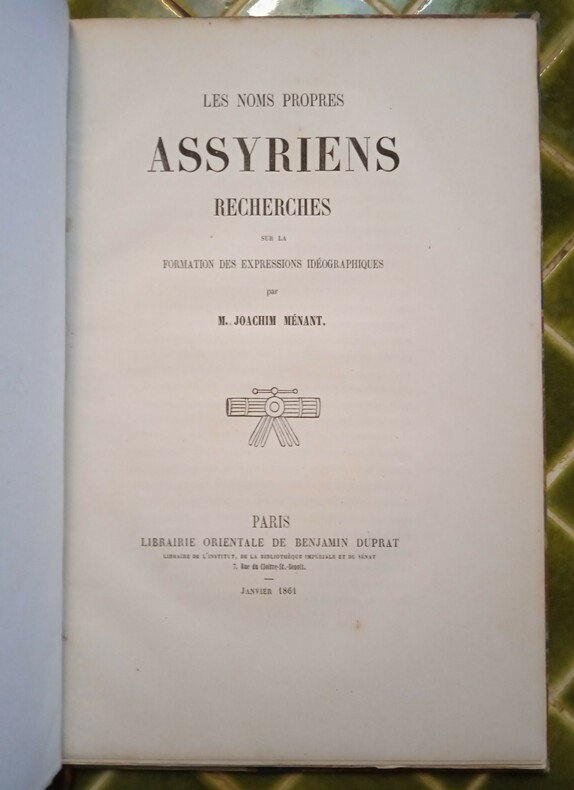 LES NOMS PROPRES
ASSYRIENS
RECHERCHES
SUR LA
FORMATION DES EXPRESSIONS IDÉOGRAPHIQUES
par
M. JOACHIM MÉNANT.
PARIS
LIBRAIRIE ORIENTALE DE BENJAMIN DUPRAT
LIBRAIRE DE L'INSTITUT, DE LA BIBLIOTHÈQUE IMPÉRIALE ET DU SÉNAT
7, Rue du Cloître-St.-Benoît.
JANVIER 1861